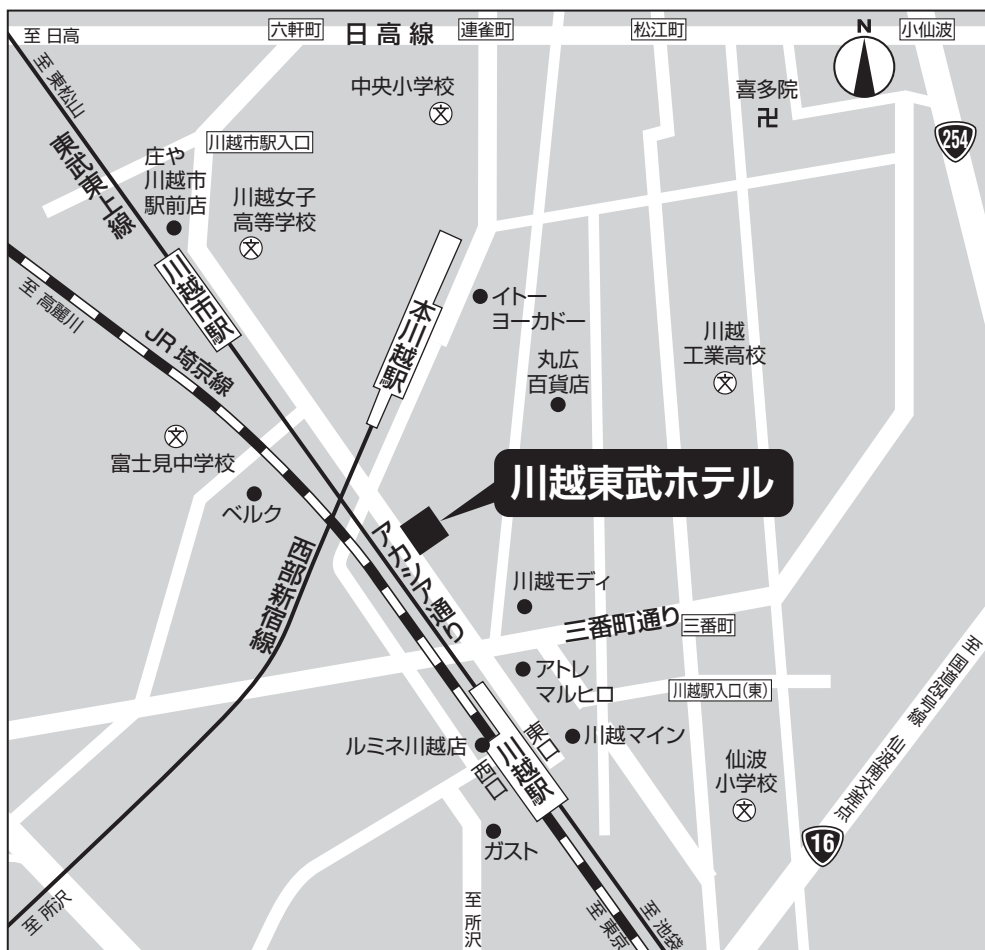 至 日高
六軒町
日高線
連雀町
松江町
小仙波
N
至 東松山
中央小学校
文
喜多院
卍
254
東武東上線
川越市駅入口
庄や
川越市
駅前店
川越女子
高等学校
文
川越市駅
本川越駅
イトー
ヨーカドー
至 高麗川
JR 埼京線
丸広
百貨店
川越
工業高校
文
文
富士見中学校
ベルク
川越東武ホテル
アカシア通り
西部新宿線
川越モディ
三番町通り
三番町
アトレ
マルヒロ
川越駅入口(東)
至 国道254号線 仙波南交差点
ルミネ川越店
東口
川越マイン
西口
川越駅
仙波
小学校
文
16
ガスト
至 所沢
至 所沢
至 東京
至 池袋